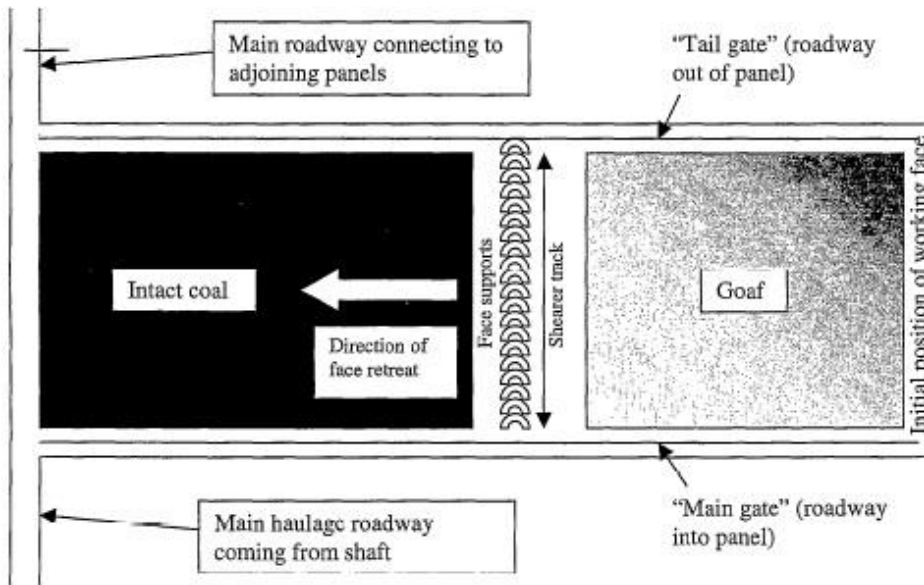 Main roadway connecting to
adjoining panels
“Tail gate” (roadway
out of panel)
Intact coal
Direction of
face retreat
Face supports
Shearer track
Goaf
Initial position of working face
Main haulage roadway
coming from shaft
“Main gate” (roadway
into panel)